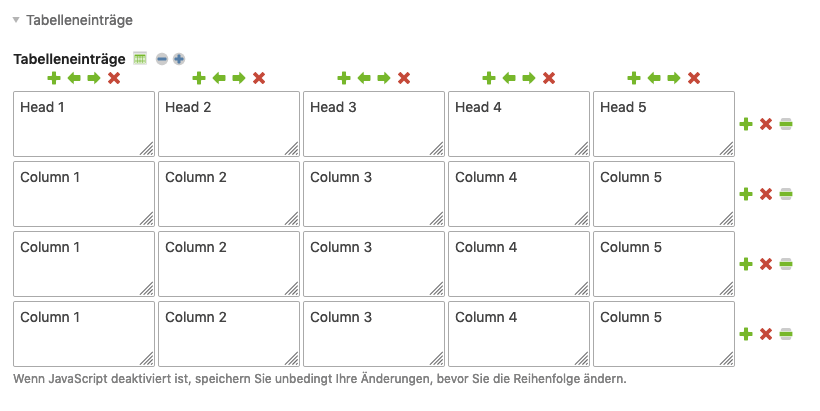 Tabelleneinträge
Tabelleneinträge
Head 1 Head 2 Head 3 Head 4 Head 5
Column 1 Column 2 Column 3 Column 4 Column 5
Column 1 Column 2 Column 3 Column 4 Column 5
Column 1 Column 2 Column 3 Column 4 Column 5
Wenn JavaScript deaktiviert ist, speichern Sie unbedingt Ihre Änderungen, bevor Sie die Reihenfolge ändern.